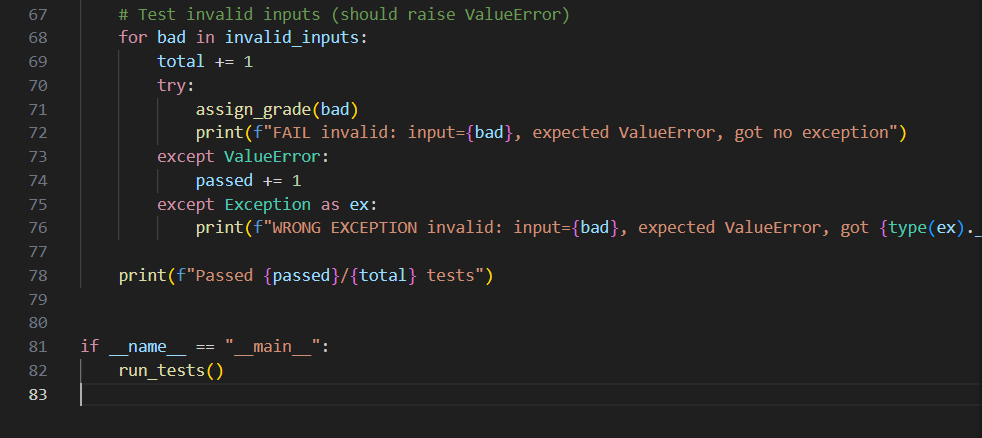 67 # Test invalid inputs (should raise ValueError)
68 for bad in invalid_inputs:
69 total += 1
70 try:
71 assign_grade(bad)
72 print(f"FAIL invalid: input={bad}, expected ValueError, got no exception")
73 except ValueError:
74 passed += 1
75 except Exception as ex:
76 print(f"WRONG EXCEPTION invalid: input={bad}, expected ValueError, got {type(ex)._
77
78 print(f"Passed {passed}/{total} tests")
79
80
81 if __name__ == "__main__":
82 run_tests()
83